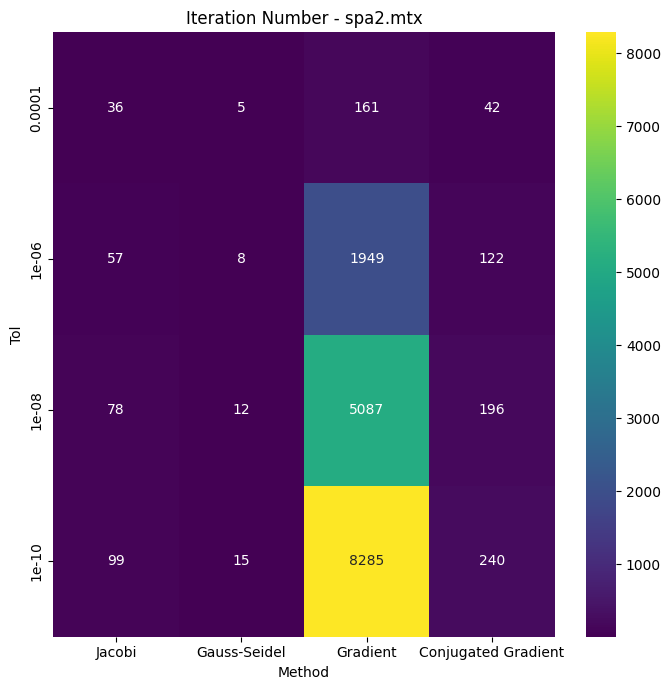 Iteration Number - spa2.mtx
Tol
0.0001
36 5 161 42
1e-06
57 8 1949 122
1e-08
78 12 5087 196
1e-10
99 15 8285 240
Jacobi Gauss-Seidel Gradient Conjugated Gradient
Method
8000
7000
6000
5000
4000
3000
2000
1000